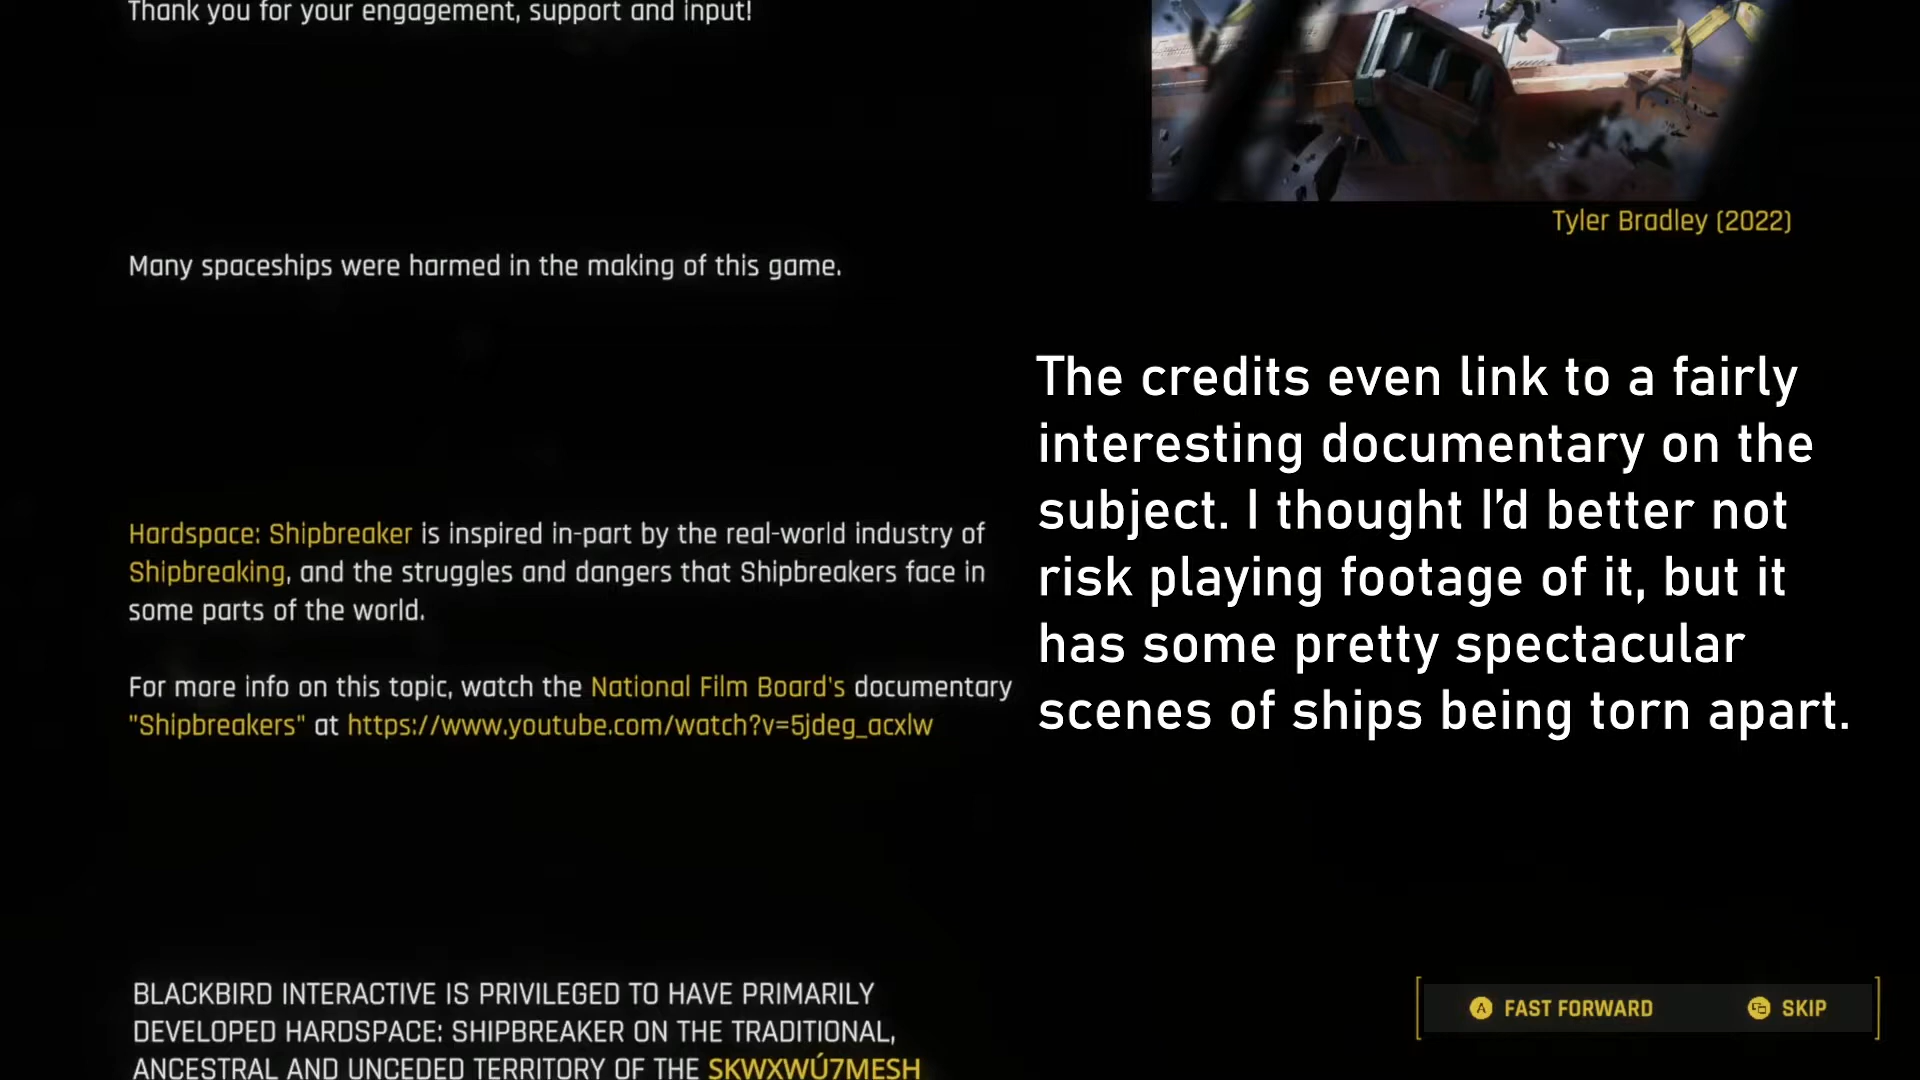 Thank you for your engagement, support and input!
Tyler Bradley (2022)
Many spaceships were harmed in the making of this game.
The credits even link to a fairly
interesting documentary on the
subject. I thought I'd better not
risk playing footage of it, but it
has some pretty spectacular
scenes of ships being torn apart.
Hardspace: Shipbreaker is inspired in-part by the real-world industry of
Shipbreaking, and the struggles and dangers that Shipbreakers face in
some parts of the world.
For more info on this topic, watch the National Film Board's documentary
"Shipbreakers" at https://www.youtube.com/watch?v=5jdeg_acxlw
BLACKBIRD INTERACTIVE IS PRIVILEGED TO HAVE PRIMARILY
DEVELOPED HARDSPACE: SHIPBREAKER ON THE TRADITIONAL,
ANCESTRAL AND UNCEDED TERRITORY OF THE SKWXWÚ7MESH
A FAST FORWARD SKIP